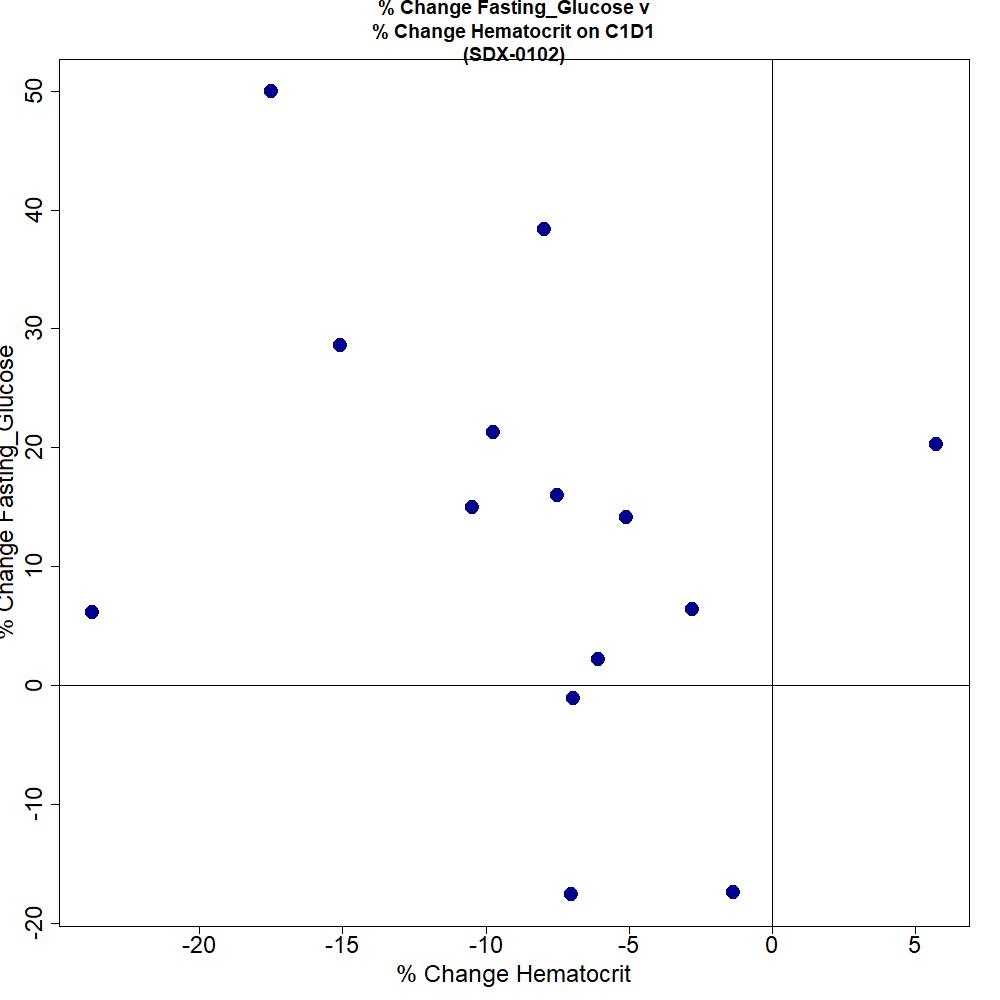 % Change Fasting_Glucose v
% Change Hematocrit on C1D1
(SDX-0102)
% Change Fasting_Glucose
50
40
30
20
10
0
-10
-20
-20
-15
-10
-5
0
5
% Change Hematocrit